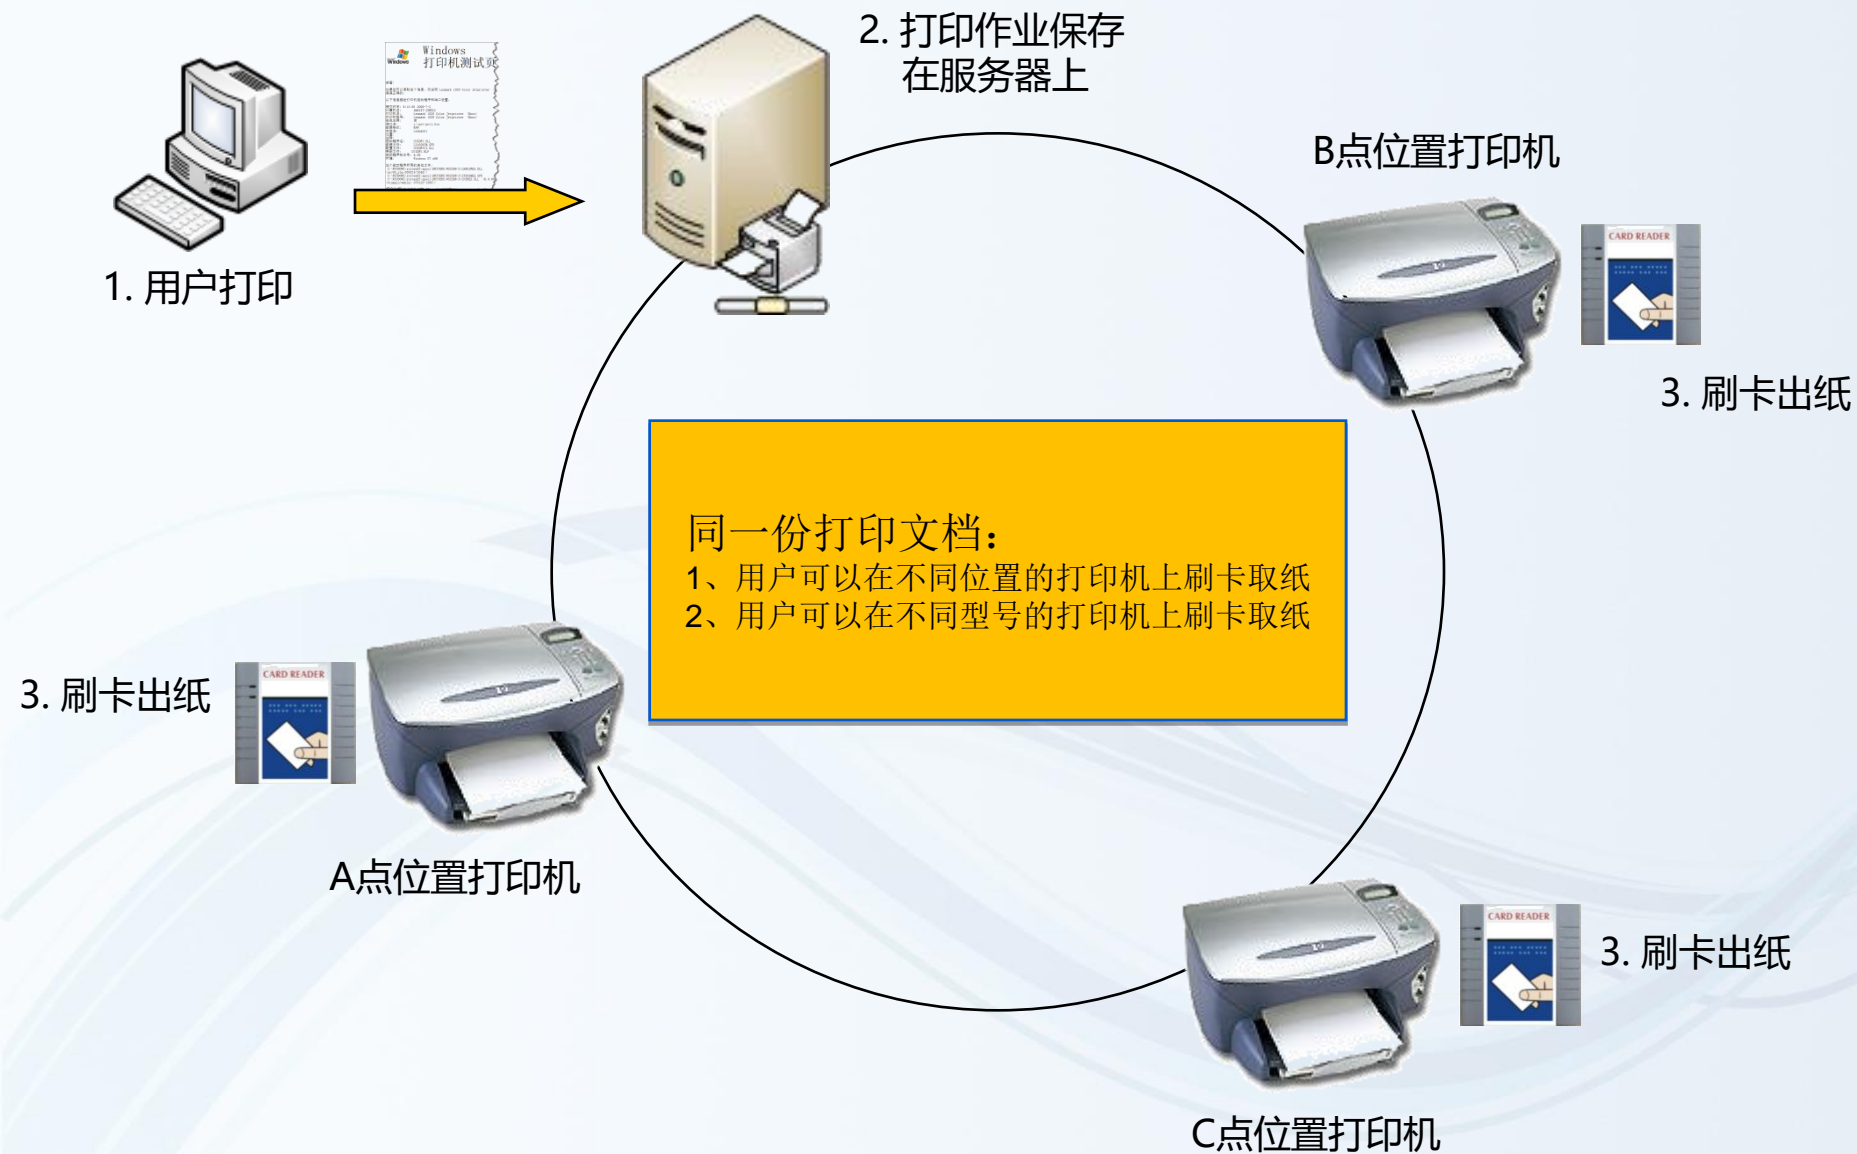 Windows
打印机测试页
Windows
1. 用户打印
2. 打印作业保存
在服务器上
B点位置打印机
CARD READER
3. 刷卡出纸
同一份打印文档：
1、用户可以在不同位置的打印机上刷卡取纸
2、用户可以在不同型号的打印机上刷卡取纸
3. 刷卡出纸
CARD READER
A点位置打印机
CARD READER
3. 刷卡出纸
C点位置打印机